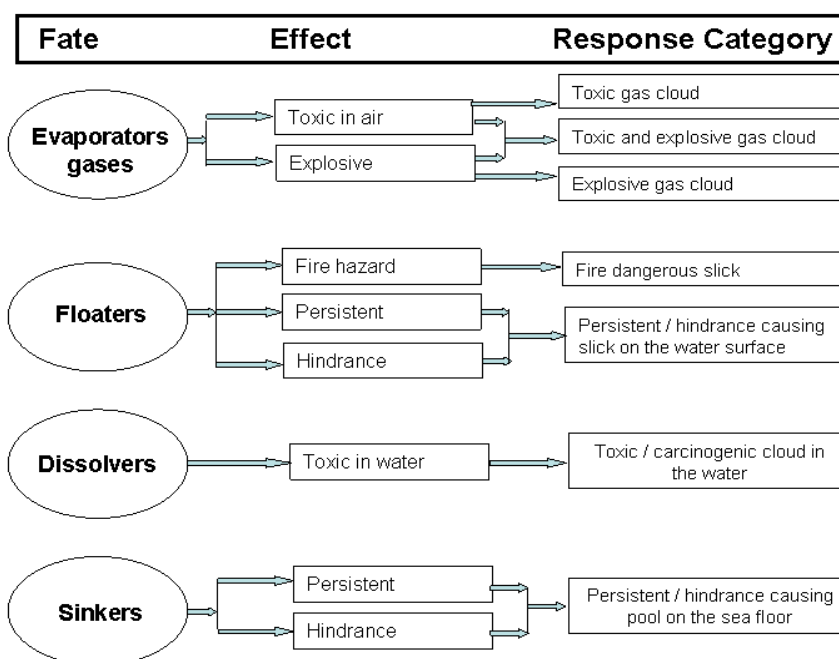 Fate Effect Response Category
Evaporators
gases
Toxic in air
Explosive
Toxic gas cloud
Toxic and explosive gas cloud
Explosive gas cloud
Floaters
Fire hazard
Persistent
Hindrance
Fire dangerous slick
Persistent / hindrance causing
slick on the water surface
Dissolvers
Toxic in water
Toxic / carcinogenic cloud in
the water
Sinkers
Persistent
Hindrance
Persistent / hindrance causing
pool on the sea floor